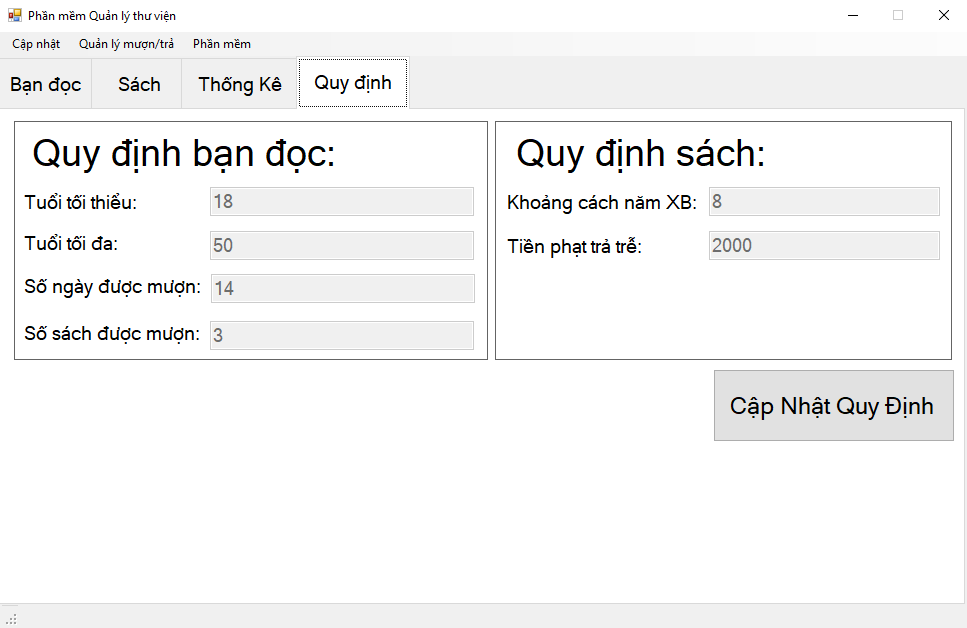 Phần mềm Quản lý thư viện
Cập nhật Quản lý mượn/trả Phần mềm
Bạn đọc Sách Thống Kê Quy định
Quy định bạn đọc:
Tuổi tối thiểu: 18
Tuổi tối đa: 50
Số ngày được mượn: 14
Số sách được mượn: 3
Quy định sách:
Khoảng cách năm XB: 8
Tiền phạt trả trễ: 2000
Cập Nhật Quy Định